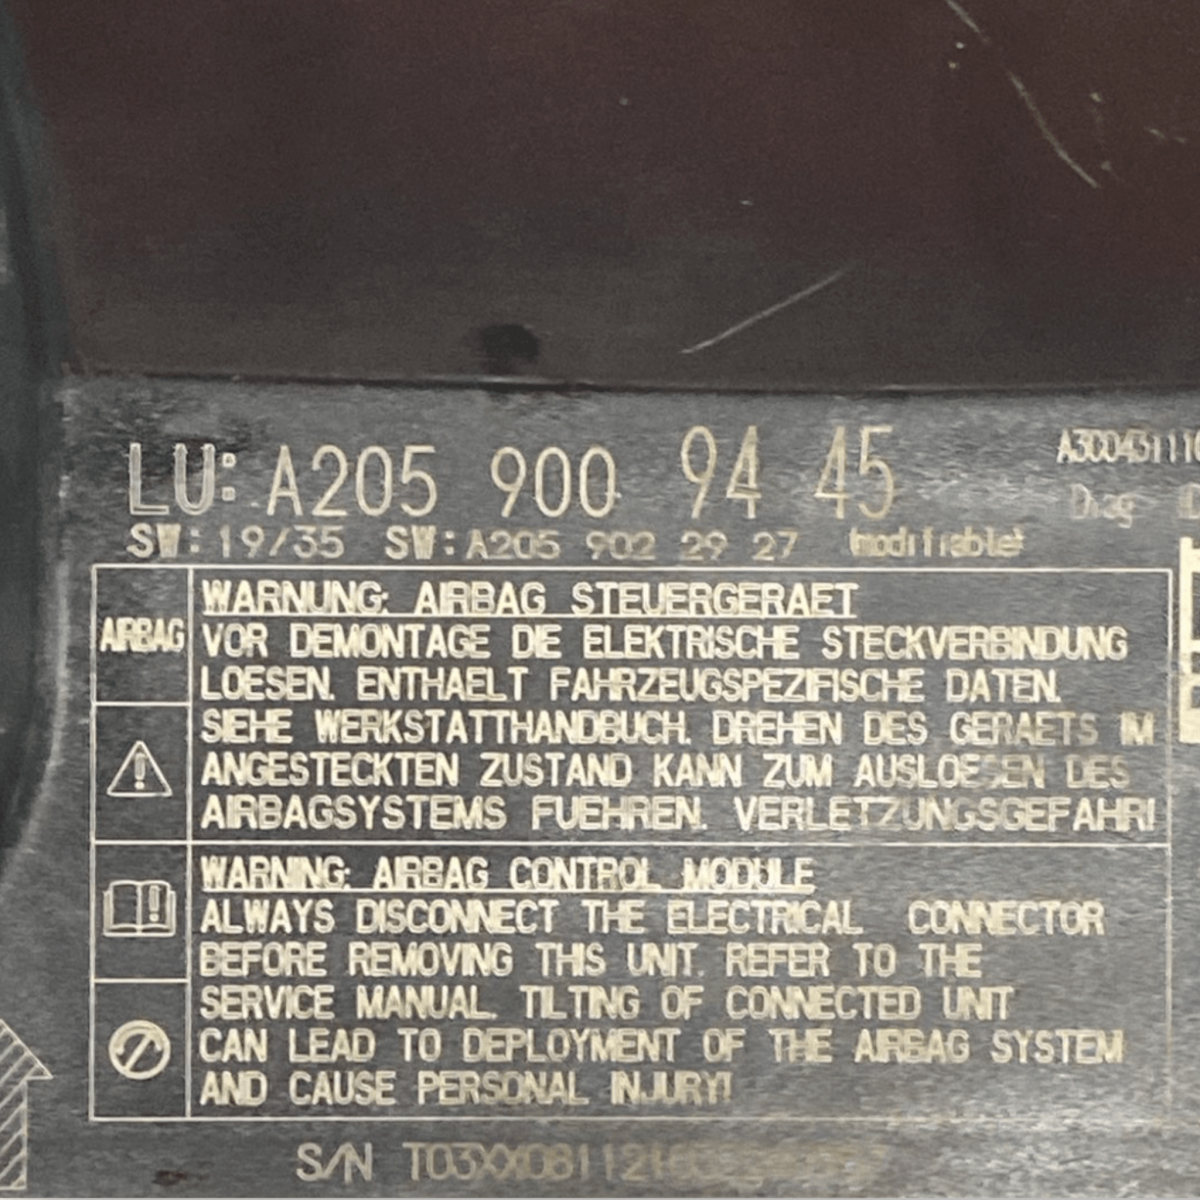 LU: A205 900 94 45
A300431110
Diag
SW: 19/35 SW: A205 902 29 27 (modifiable)
AIRBAG
WARNUNG: AIRBAG STEUERGERAET
VOR DEMONTAGE DIE ELEKTRISCHE STECKVERBINDUNG
LOESEN. ENTHAELT FAHRZEUGSPEZIFISCHE DATEN.
SIEHE WERKSTATTHANDBUCH. DREHEN DES GERAETS IM
ANGESTECKTEN ZUSTAND KANN ZUM AUSLOESEN DES
AIRBAGSYSTEMS FUEHREN. VERLETZUNGSGEFAHR!
WARNING: AIRBAG CONTROL MODULE
ALWAYS DISCONNECT THE ELECTRICAL CONNECTOR
BEFORE REMOVING THIS UNIT. REFER TO THE
SERVICE MANUAL. TILTING OF CONNECTED UNIT
CAN LEAD TO DEPLOYMENT OF THE AIRBAG SYSTEM
AND CAUSE PERSONAL INJURY!
S/N